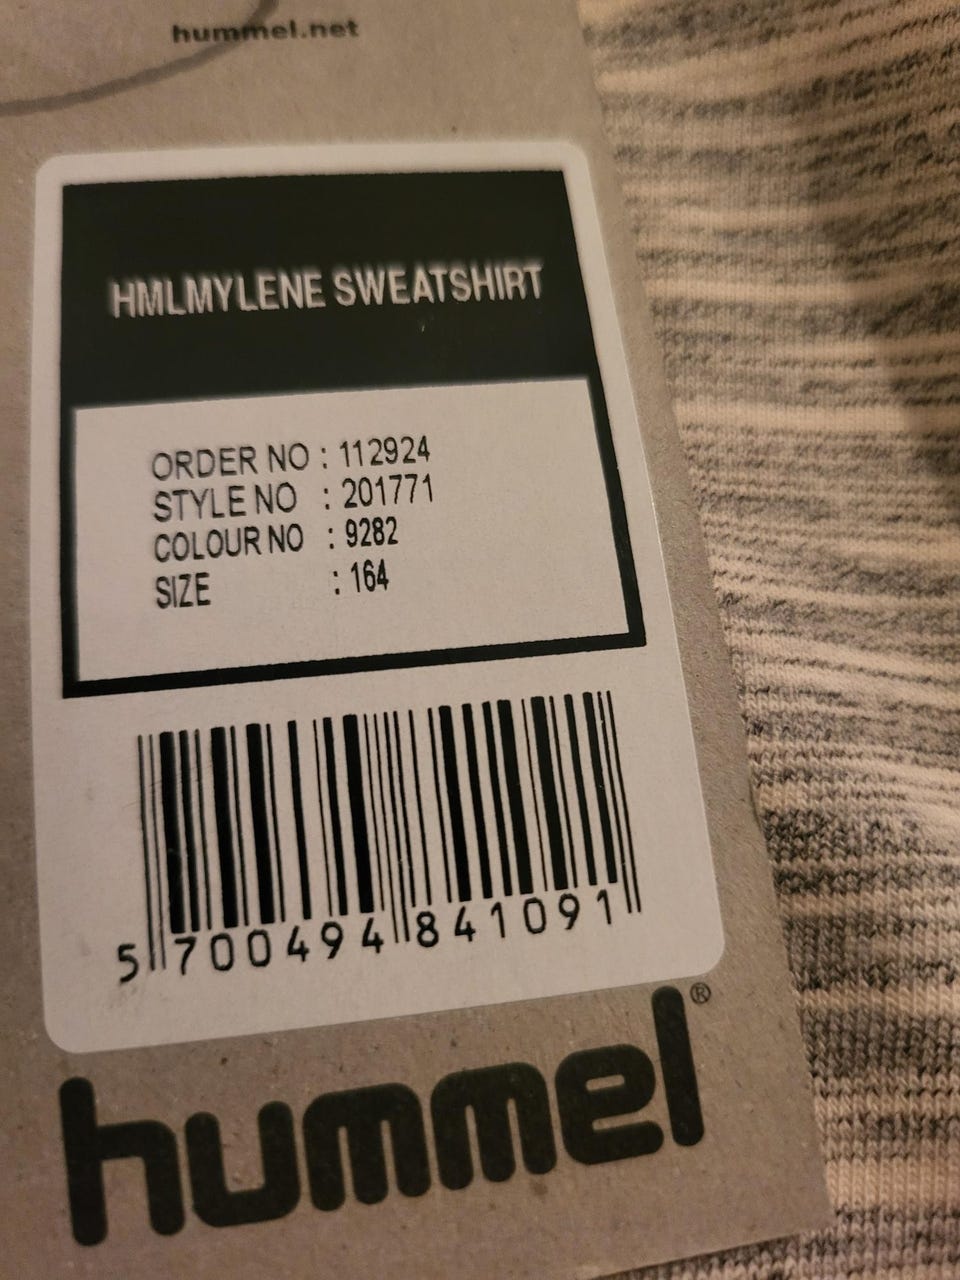 hummel.net
HMLMYLENE SWEATSHIRT
ORDER NO : 112924
STYLE NO : 201771
COLOUR NO : 9282
SIZE : 164
5 700494 841091
hummel®